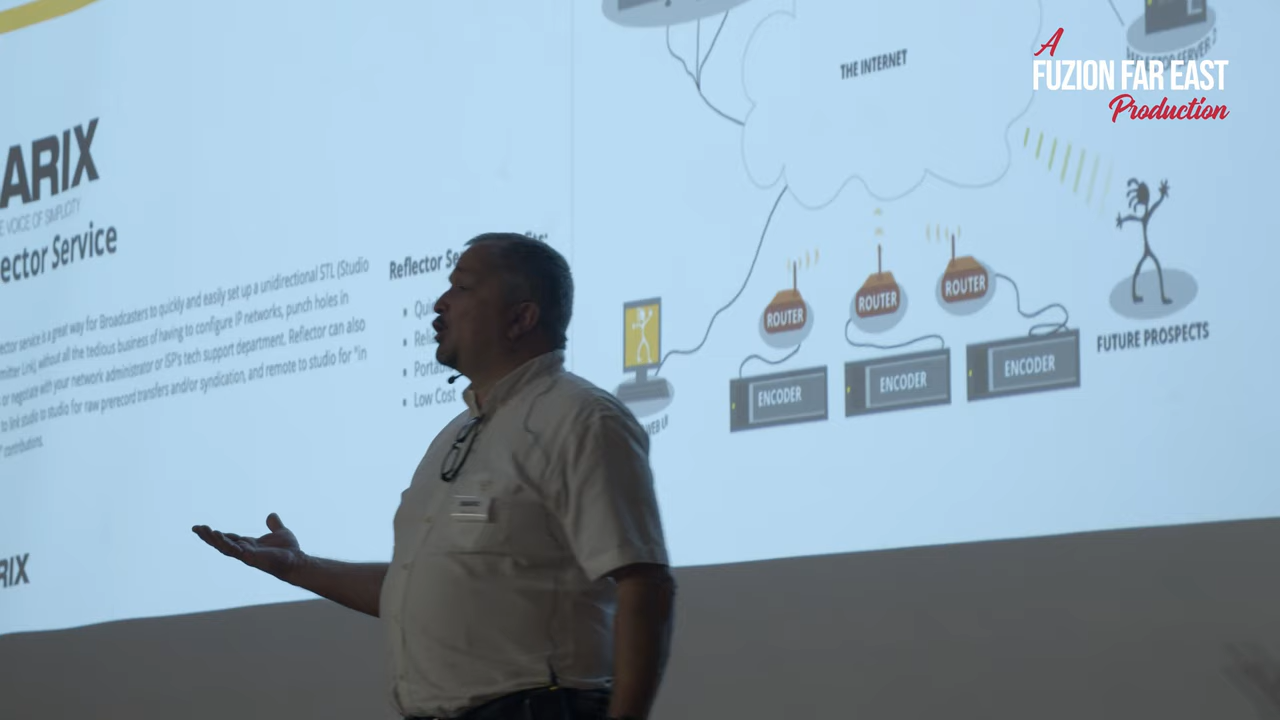 A
FUZION FAR EAST
Production
THE INTERNET
ARIX
VOICE OF SIMPLICITY
ector Service
ector service is a great way for Broadcasters to quickly and easily set up a unidirectional STL (Studio
mitter Link), without all the tedious business of having to configure IP networks, punch holes in
or negotiate with your network administrator or ISP's tech support department. Reflector can also
to link studio to studio for raw prerecord transfers and/or syndication, and remote to studio for "in
contributions.
Reflector Se
• Qui
• Reli
• Portab
• Low Cost
ROUTER
ROUTER
ROUTER
ENCODER
ENCODER
ENCODER
FUTURE PROSPECTS
WEB UI
RIX